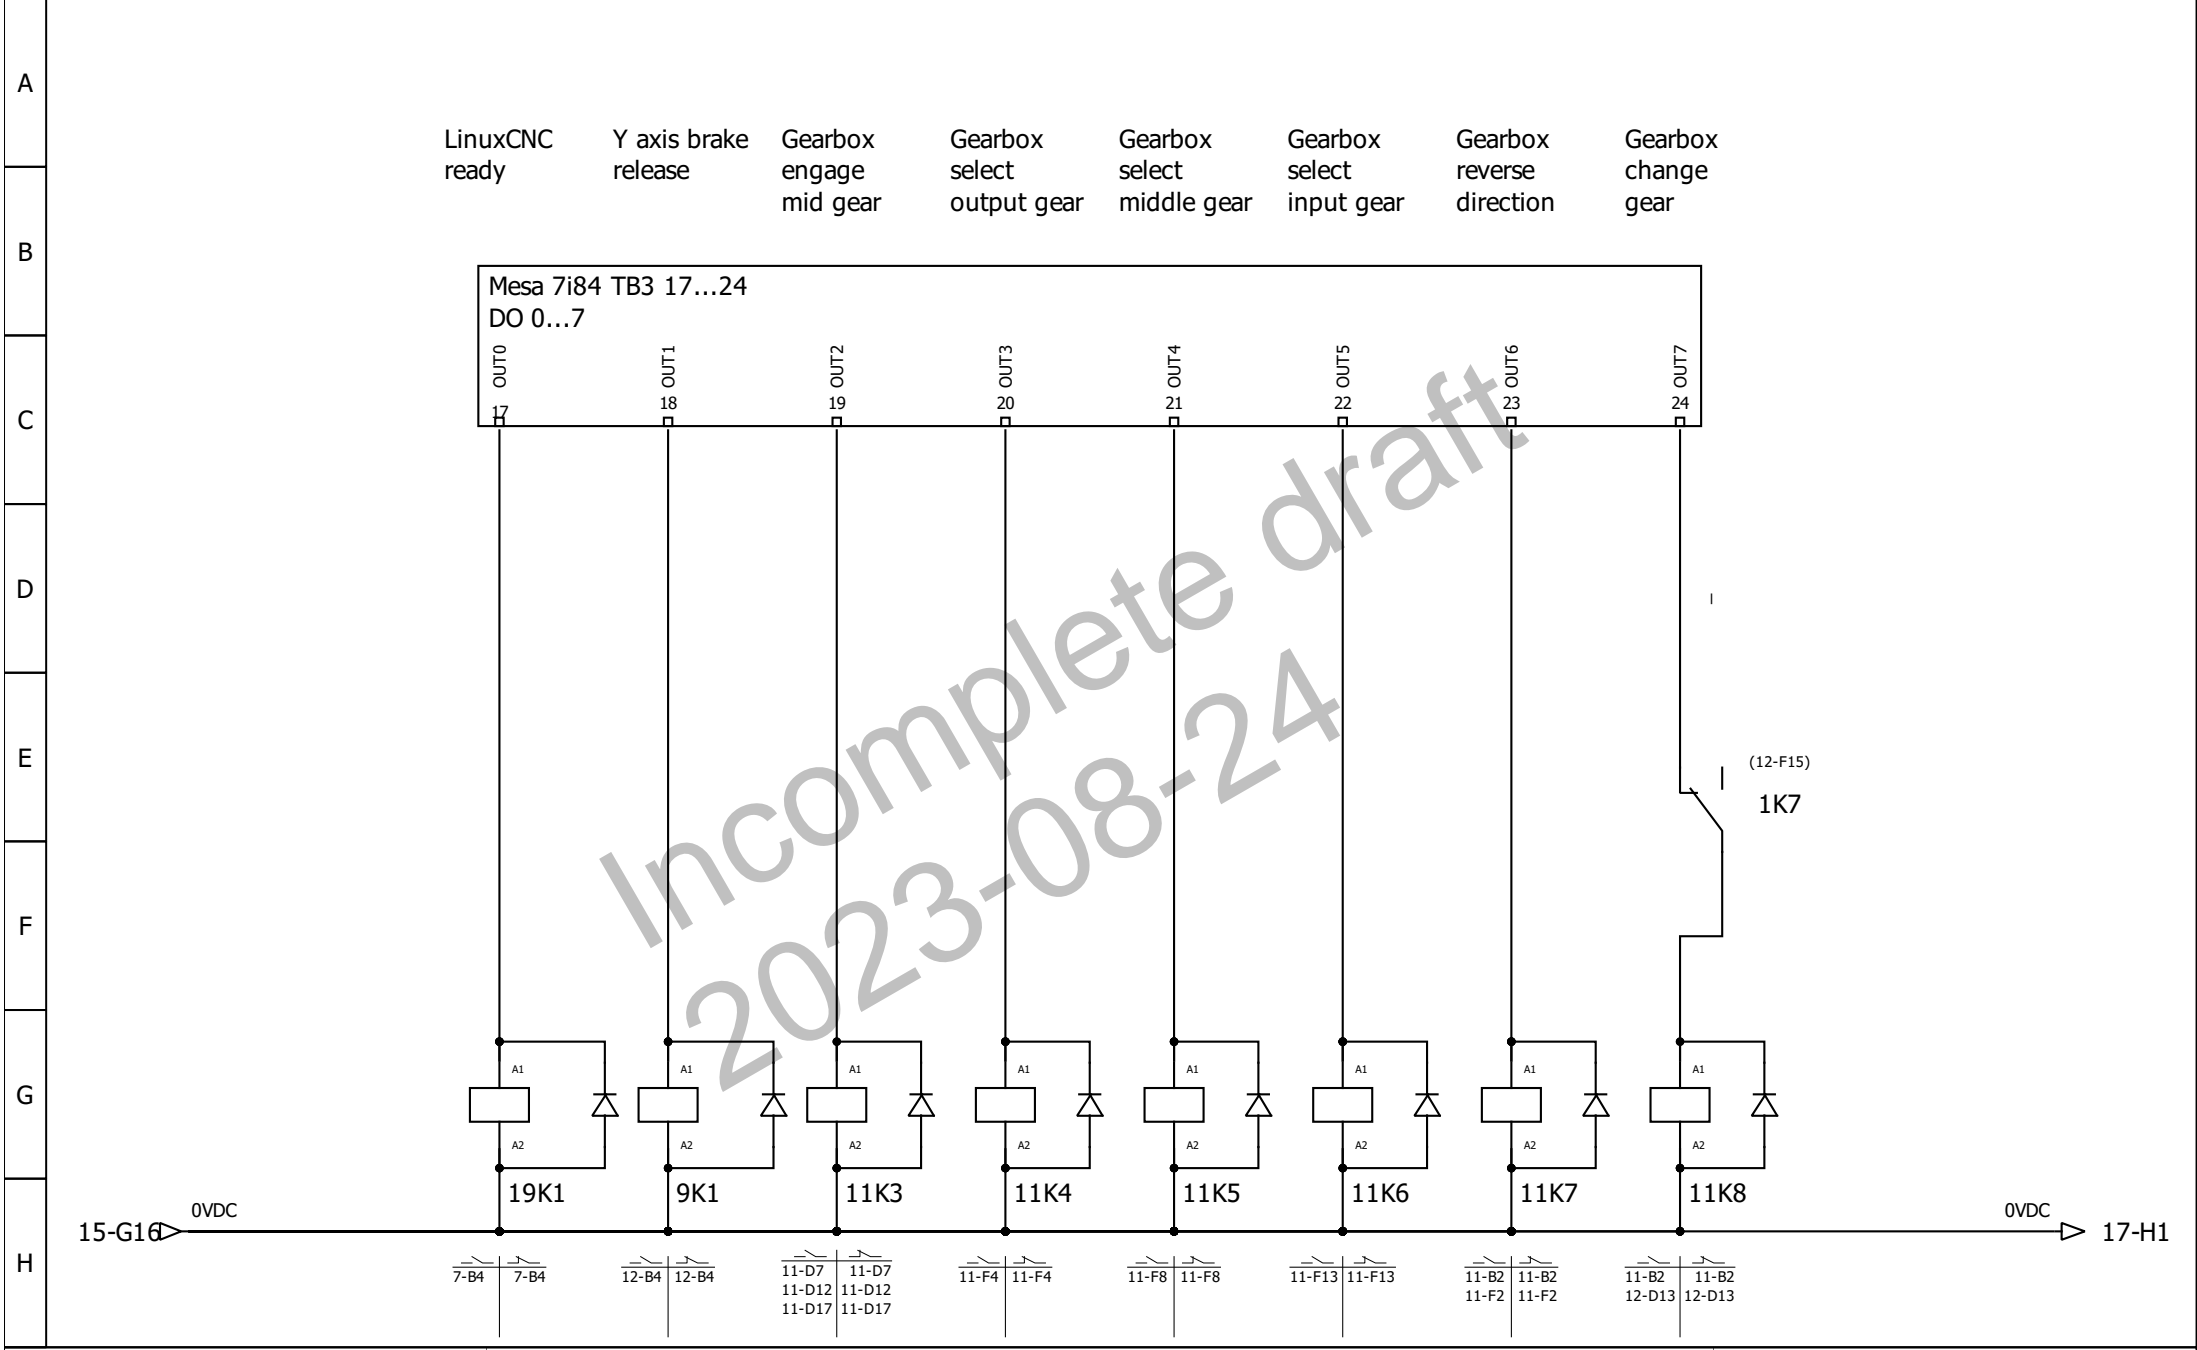 A
B
C
D
E
F
G
H
LinuxCNC
ready
Y axis brake
release
Gearbox
engage
mid gear
Gearbox
select
output gear
Gearbox
select
middle gear
Gearbox
select
input gear
Gearbox
reverse
direction
Gearbox
change
gear
Mesa 7i84 TB3 17...24
DO 0...7
OUT0 OUT1 OUT2 OUT3 OUT4 OUT5 OUT6 OUT7
17 18 19 20 21 22 23 24
Incomplete draft
2023-08-24
(12-F15)
1K7
A1 A1 A1 A1 A1 A1 A1 A1
A2 A2 A2 A2 A2 A2 A2 A2
19K1 9K1 11K3 11K4 11K5 11K6 11K7 11K8
0VDC 0VDC
15-G16 17-H1
7-B4 7-B4
12-B4 12-B4
11-D7 11-D7
11-D12 11-D12
11-D17 11-D17
11-F4 11-F4
11-F8 11-F8
11-F13 11-F13
11-B2 11-B2
11-F2 11-F2
11-B2 11-B2
12-D13 12-D13